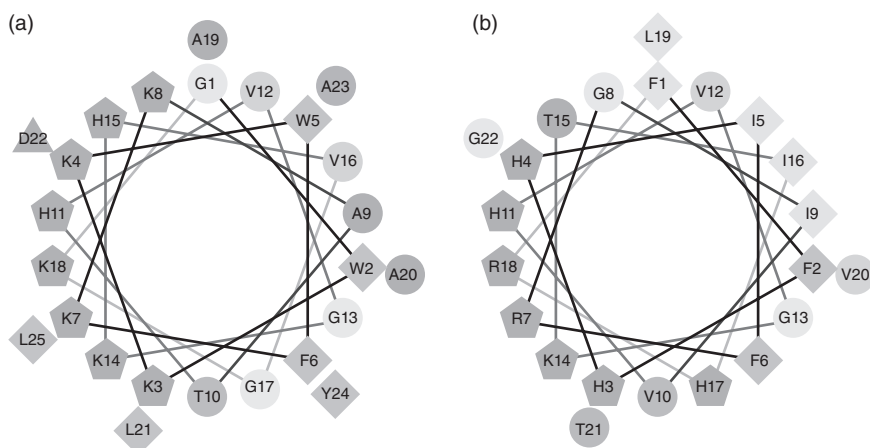 (a)
A19
G1
K8
V12
A23
H15
W5
D22
K4
V16
H11
A9
K18
W2
A20
K7
G13
L25
K14
F6
K3
T10
G17
Y24
L21
(b)
L19
F1
G8
V12
T15
I5
G22
H4
I16
H11
I9
R18
F2
V20
R7
G13
K14
F6
H3
V10
H17
T21